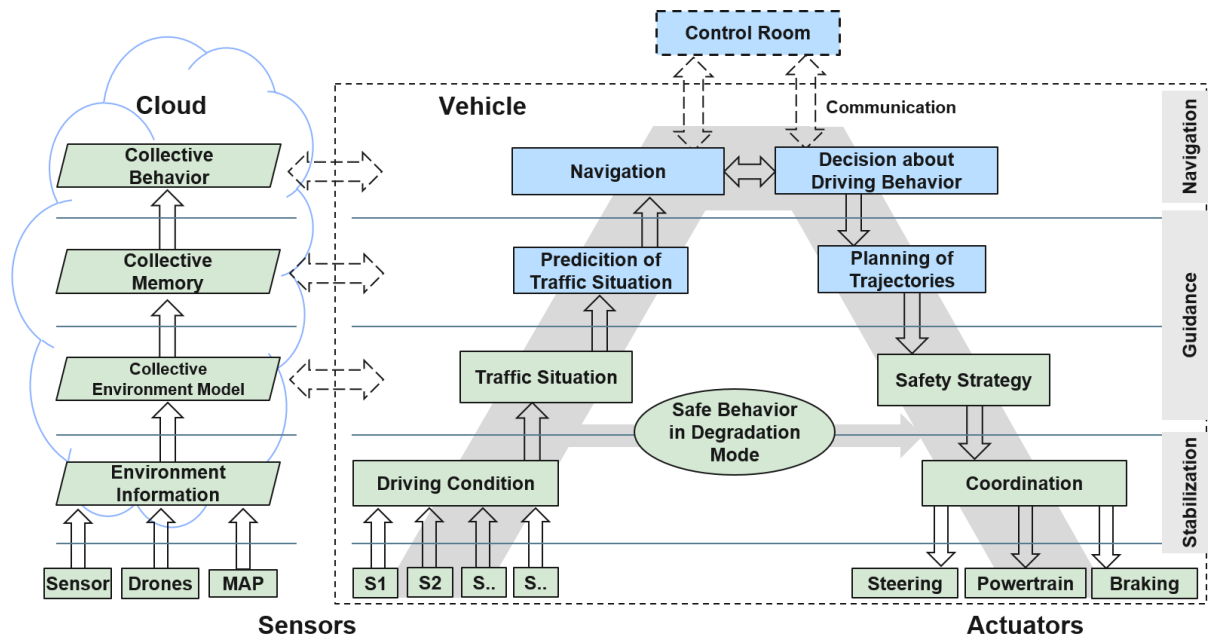 Control Room
Cloud
Vehicle
Communication
Navigation
Collective
Behavior
Navigation
Decision about
Driving Behavior
Collective
Memory
Predicition of
Traffic Situation
Planning of
Trajectories
Guidance
Collective
Environment Model
Traffic Situation
Safety Strategy
Safe Behavior
in Degradation
Mode
Environment
Information
Driving Condition
Coordination
Stabilization
Sensor
Drones
MAP
S1
S2
S..
S..
Steering
Powertrain
Braking
Sensors
Actuators